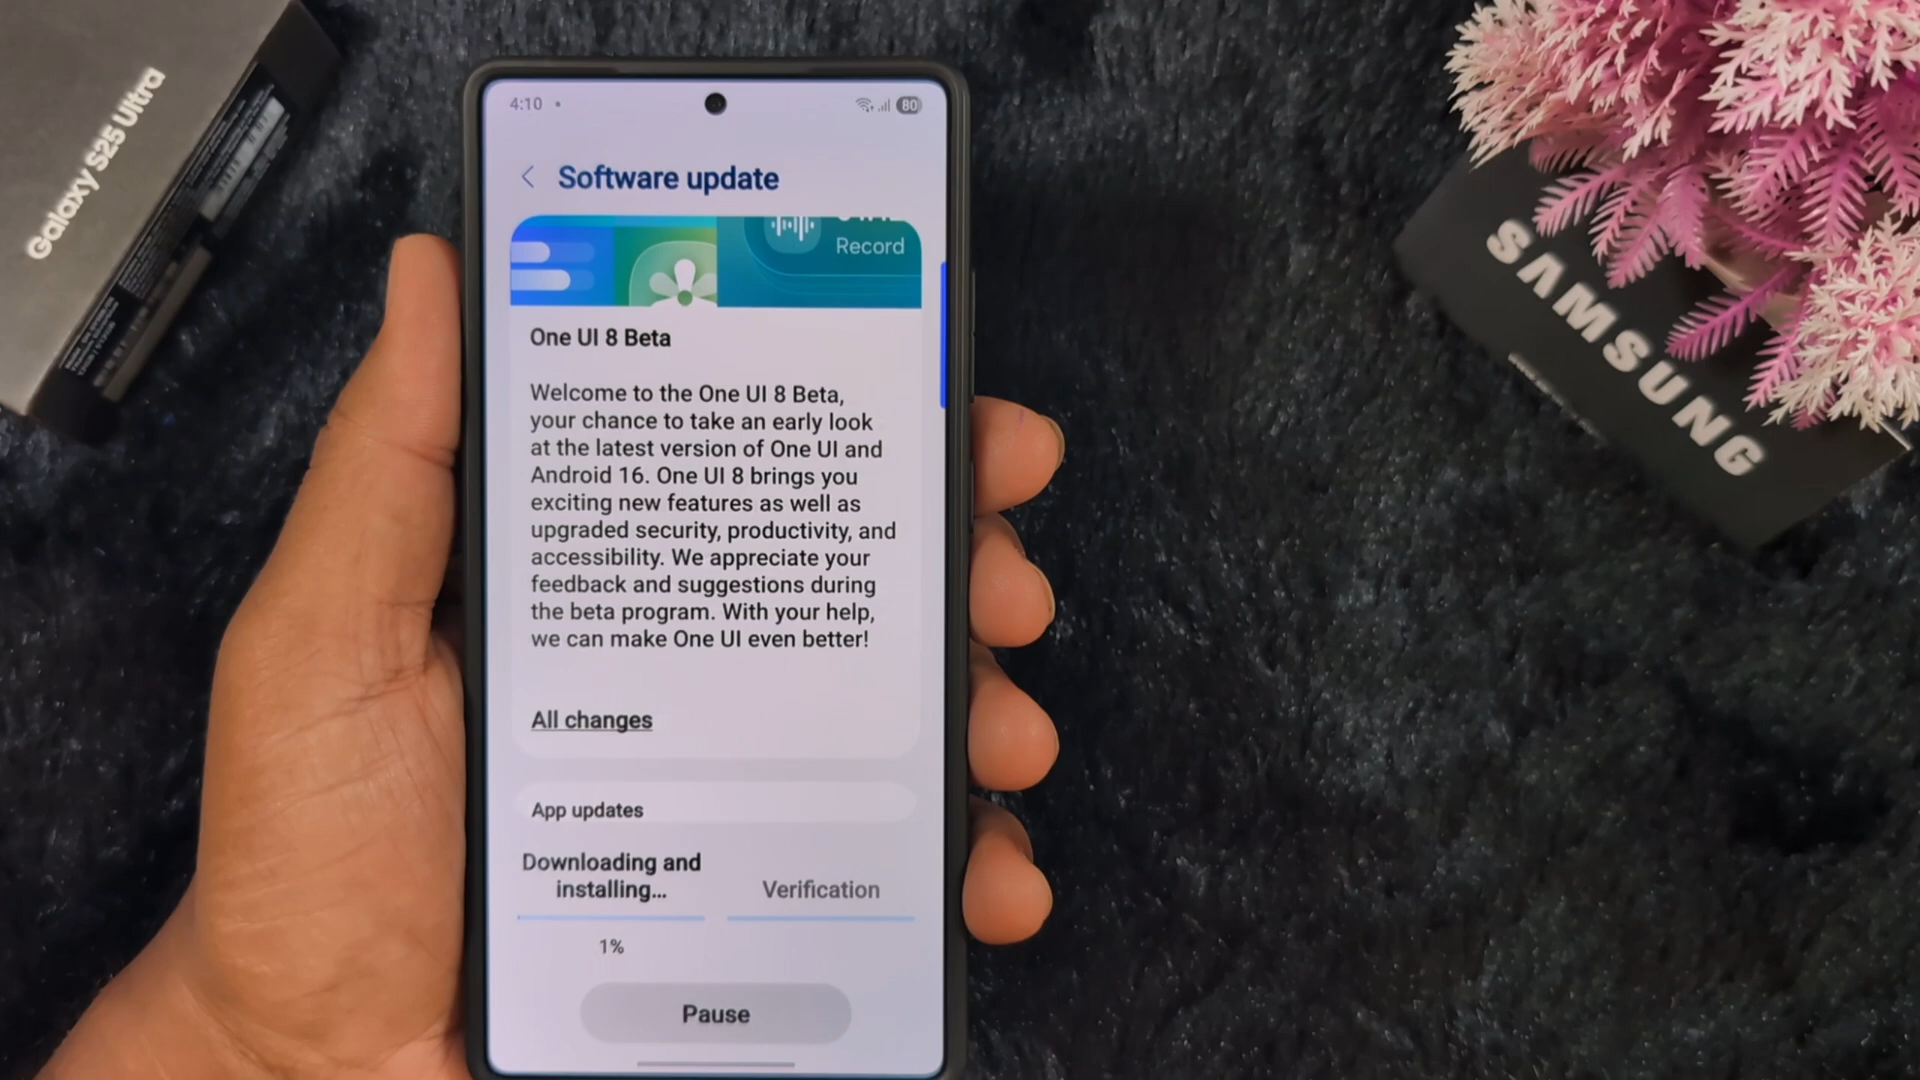 Galaxy S25 Ultra
4:10
80
Software update
Record
One UI 8 Beta
Welcome to the One UI 8 Beta,
your chance to take an early look
at the latest version of One UI and
Android 16. One UI 8 brings you
exciting new features as well as
upgraded security, productivity, and
accessibility. We appreciate your
feedback and suggestions during
the beta program. With your help,
we can make One UI even better!
All changes
App updates
Downloading and
installing...
Verification
1%
Pause
SAMSUNG